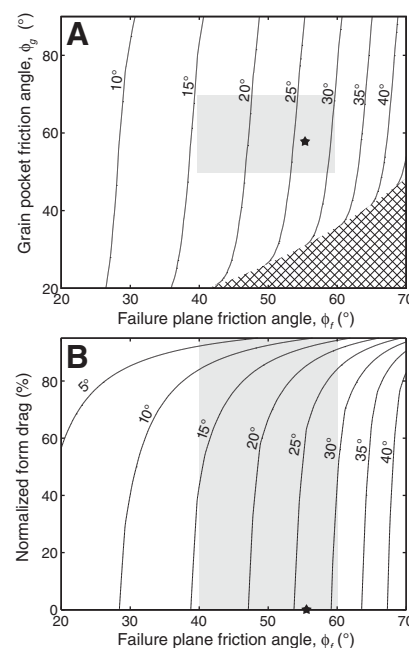 A
Grain pocket friction angle, ϕg (°)
80
60
40
20
10° 15° 20° 25° 30° 35° 40°
20 30 40 50 60 70
Failure plane friction angle, ϕf (°)
B
Normalized form drag (%)
80
60
40
20
0
5° 10° 15° 20° 25° 30° 35° 40°
20 30 40 50 60 70
Failure plane friction angle, ϕf (°)